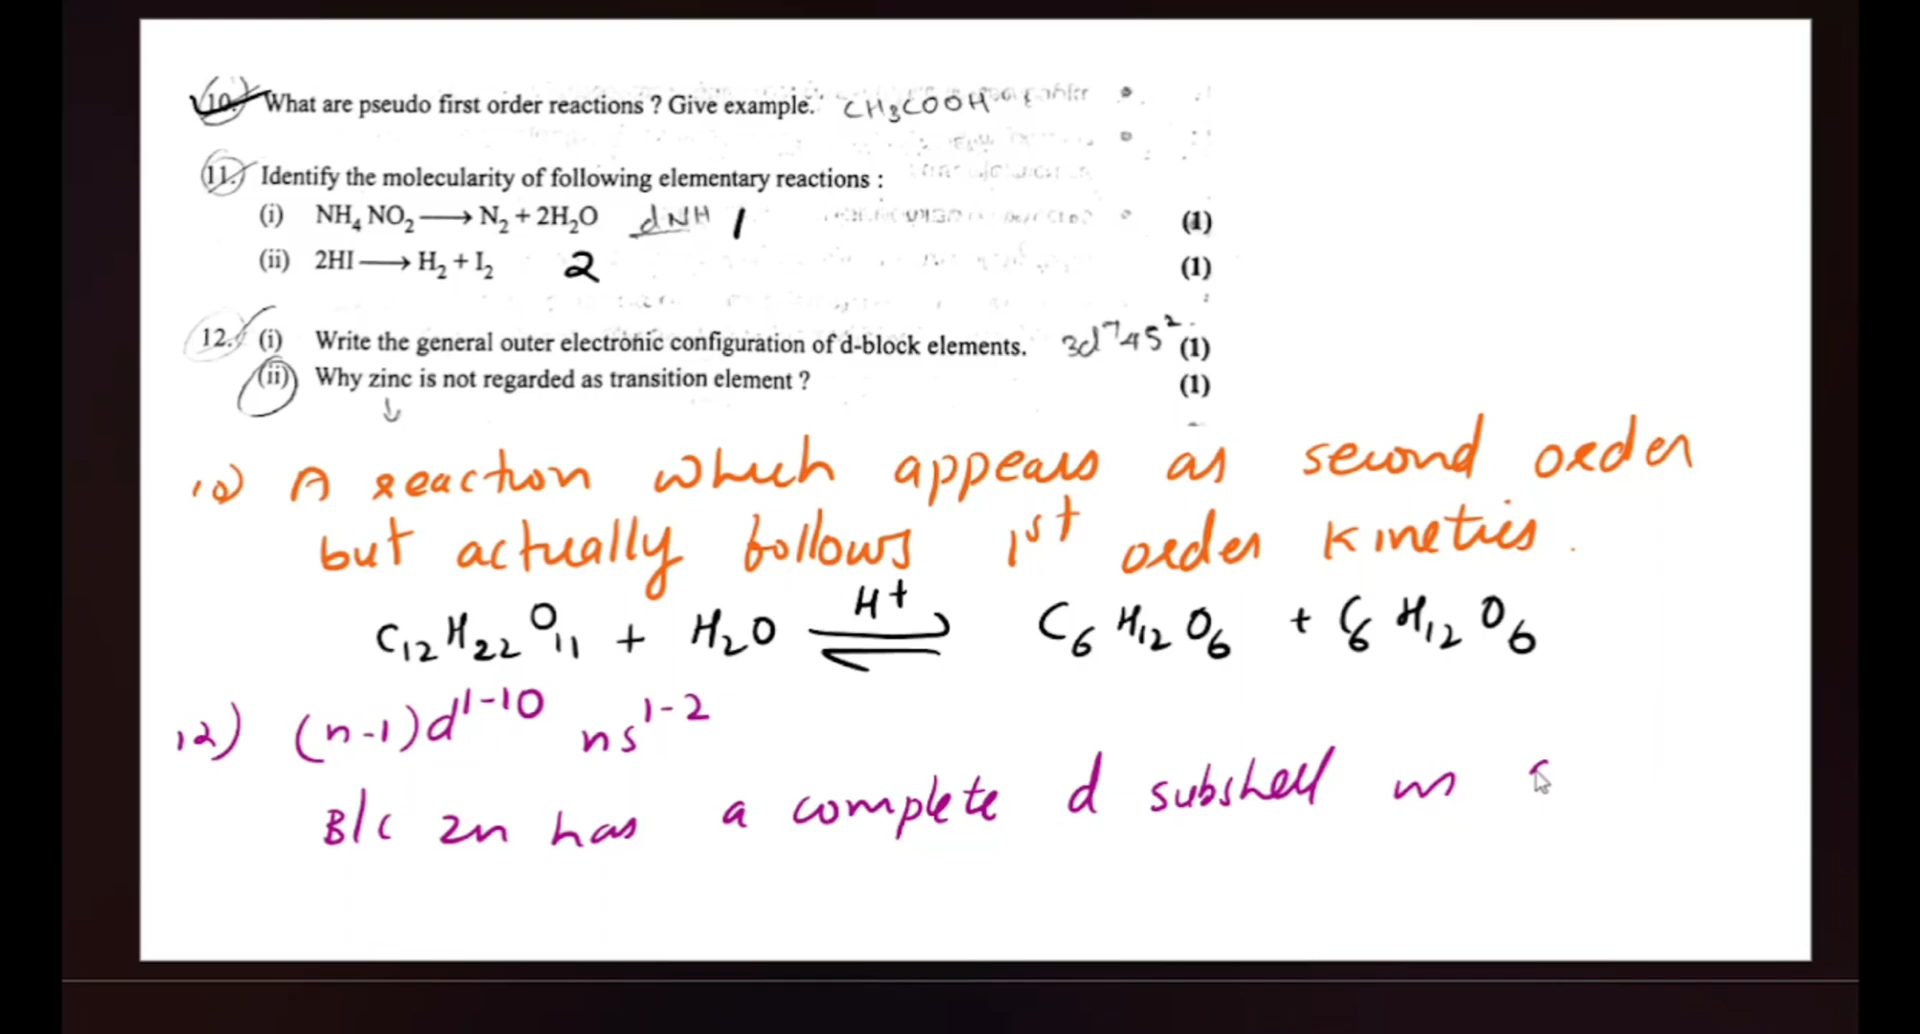 10. What are pseudo first order reactions ? Give example. CH₃COOH
11. Identify the molecularity of following elementary reactions :
(i) NH₄ NO₂ ⟶ N₂ + 2H₂O dNH 1 (1)
(ii) 2HI ⟶ H₂ + I₂ 2 (1)
12. (i) Write the general outer electronic configuration of d-block elements. 3d⁷4s² (1)
(ii) Why zinc is not regarded as transition element ? (1)
10) A reaction which appears as second order
but actually follows 1st order kinetics.
C₁₂H₂₂O₁₁ + H₂O ⇌ H+ C₆H₁₂O₆ + C₆H₁₂O₆
12) (n-1)d¹⁻¹⁰ ns¹⁻²
B/c Zn has a complete d subshell in